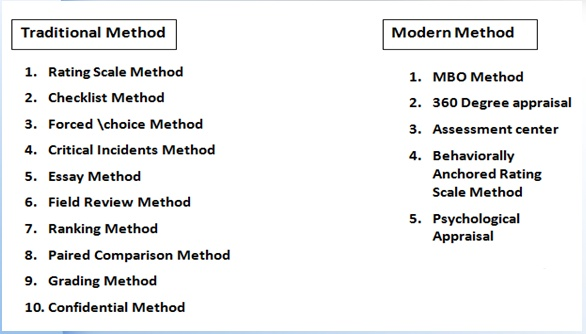 Traditional Method
1. Rating Scale Method
2. Checklist Method
3. Forced \choice Method
4. Critical Incidents Method
5. Essay Method
6. Field Review Method
7. Ranking Method
8. Paired Comparison Method
9. Grading Method
10. Confidential Method
Modern Method
1. MBO Method
2. 360 Degree appraisal
3. Assessment center
4. Behaviorally
Anchored Rating
Scale Method
5. Psychological
Appraisal